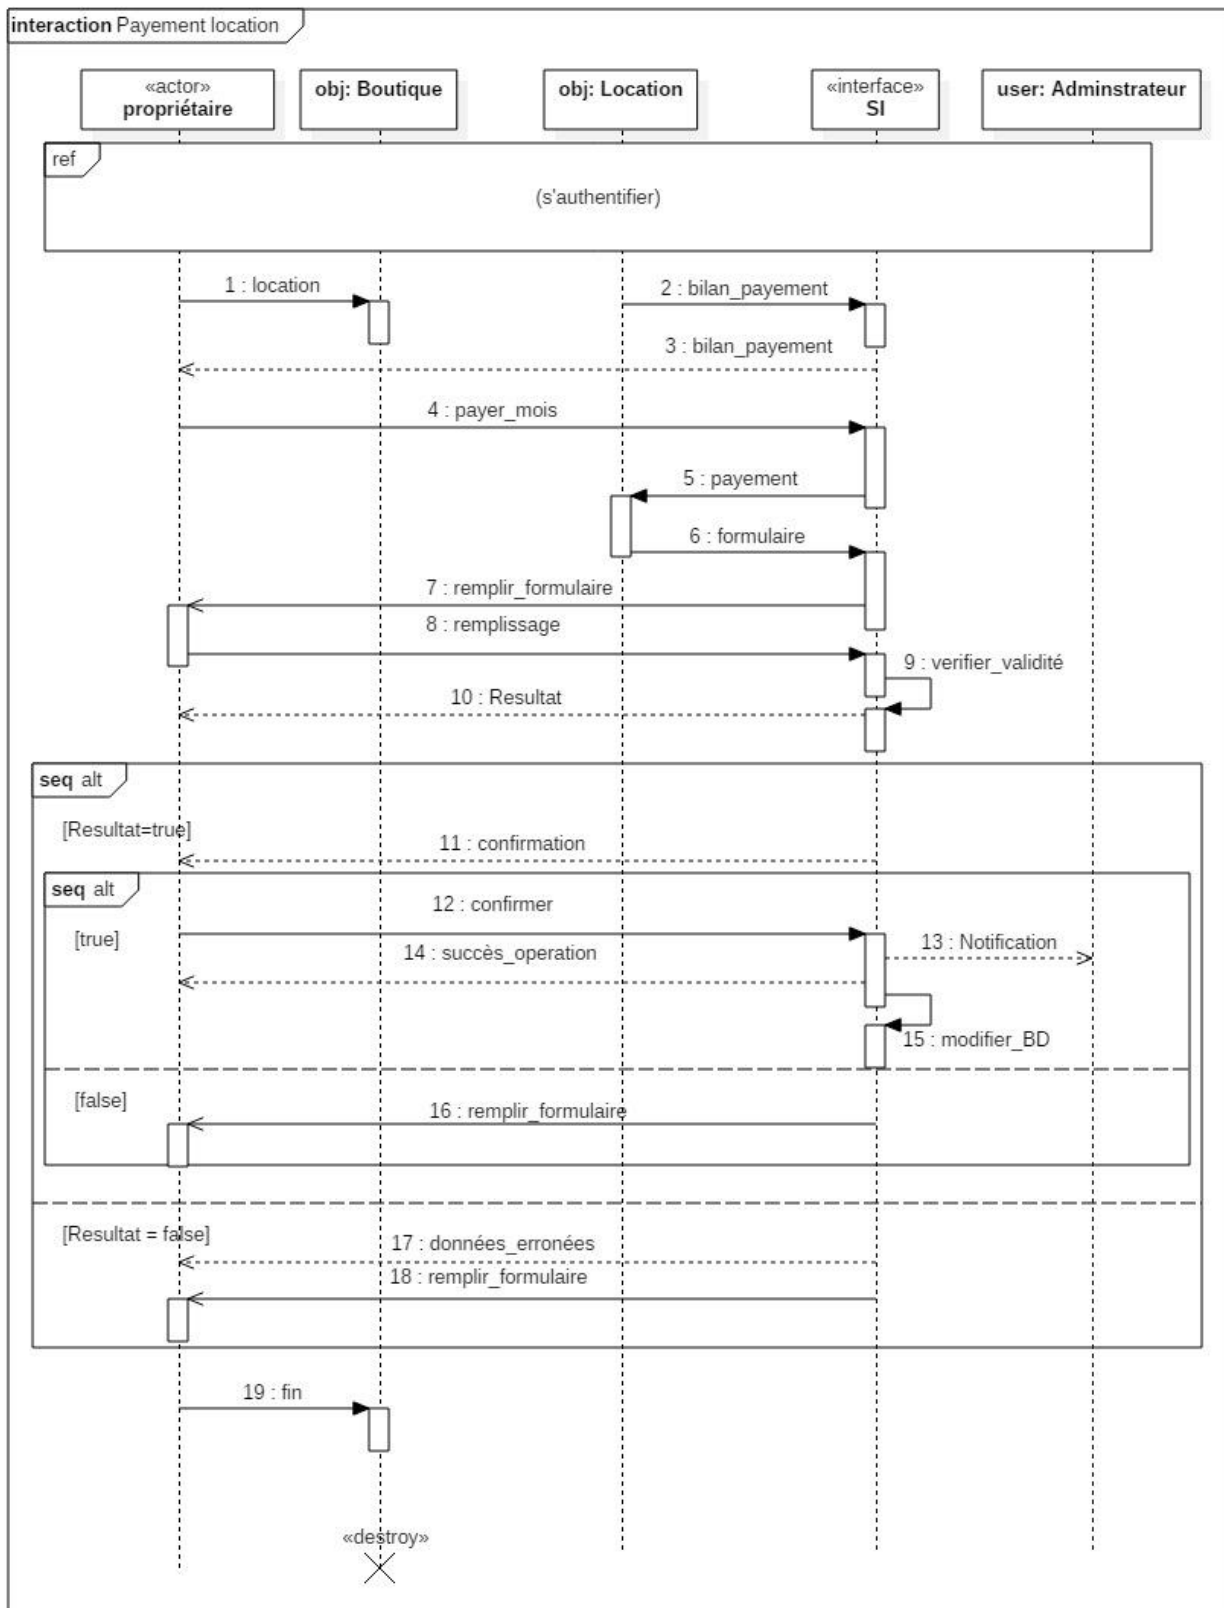 interaction Payement location
«actor»
propriétaire
obj: Boutique
obj: Location
«interface»
SI
user: Adminstrateur
ref
(s'authentifier)
1 : location
2 : bilan_payement
3 : bilan_payement
4 : payer_mois
5 : payement
6 : formulaire
7 : remplir_formulaire
8 : remplissage
9 : verifier_validité
10 : Resultat
seq alt
[Resultat=true]
11 : confirmation
seq alt
12 : confirmer
[true]
13 : Notification
14 : succès_operation
15 : modifier_BD
[false]
16 : remplir_formulaire
[Resultat = false]
17 : données_erronées
18 : remplir_formulaire
19 : fin
«destroy»